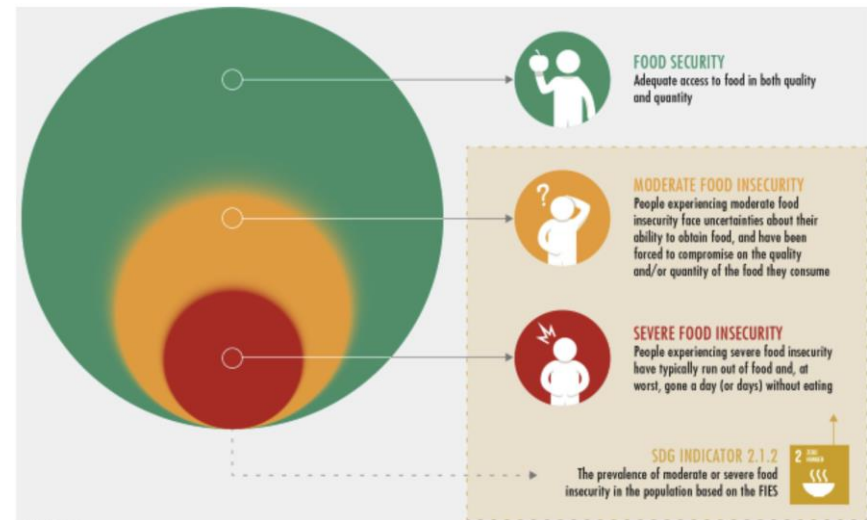 FOOD SECURITY
Adequate access to food in both quality
and quantity
?
MODERATE FOOD INSECURITY
People experiencing moderate food
insecurity face uncertainties about their
ability to obtain food, and have been
forced to compromise on the quality
and/or quantity of the food they consume
SEVERE FOOD INSECURITY
People experiencing severe food insecurity
have typically run out of food and, at
worst, gone a day (or days) without eating
SDG INDICATOR 2.1.2
The prevalence of moderate or severe food
insecurity in the population based on the FIES
2 ZERO
HUNGER